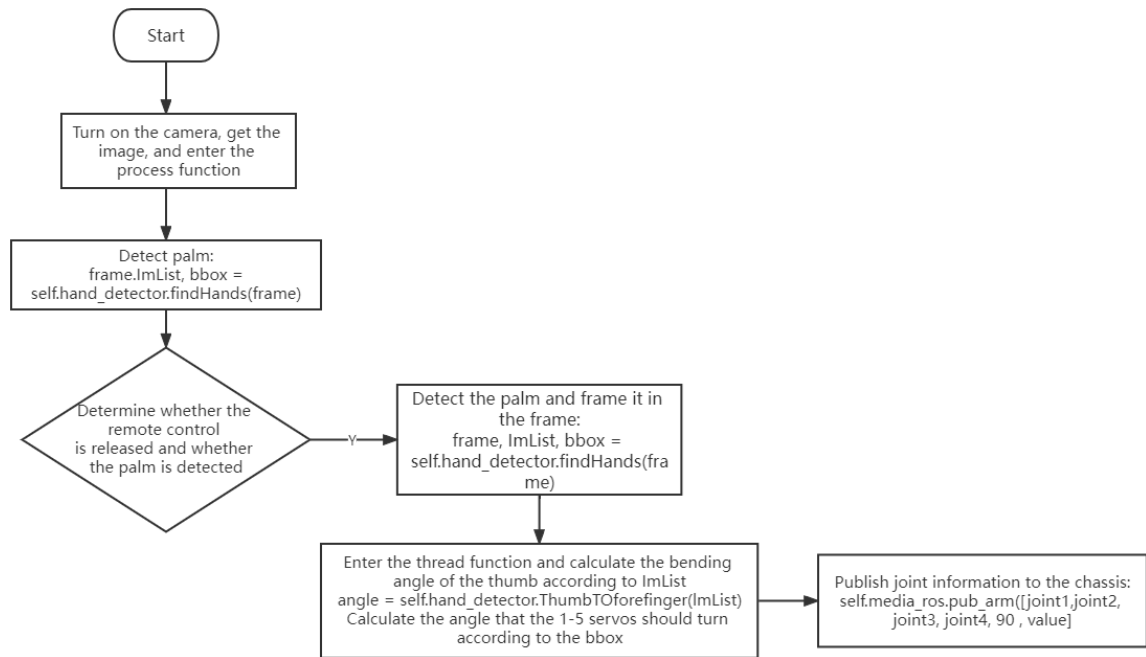 Start
Turn on the camera, get the
image, and enter the
process function
Detect palm:
frame.lmList, bbox =
self.hand_detector.findHands(frame)
Determine whether the
remote control
is released and whether
the palm is detected
Y
Detect the palm and frame it in
the frame:
frame, lmList, bbox =
self.hand_detector.findHands(fra
me)
Enter the thread function and calculate the bending
angle of the thumb according to lmList
angle = self.hand_detector.ThumbTOforefinger(lmList)
Calculate the angle that the 1-5 servos should turn
according to the bbox
Publish joint information to the chassis:
self.media_ros.pub_arm([joint1,joint2,
joint3, joint4, 90 , value]